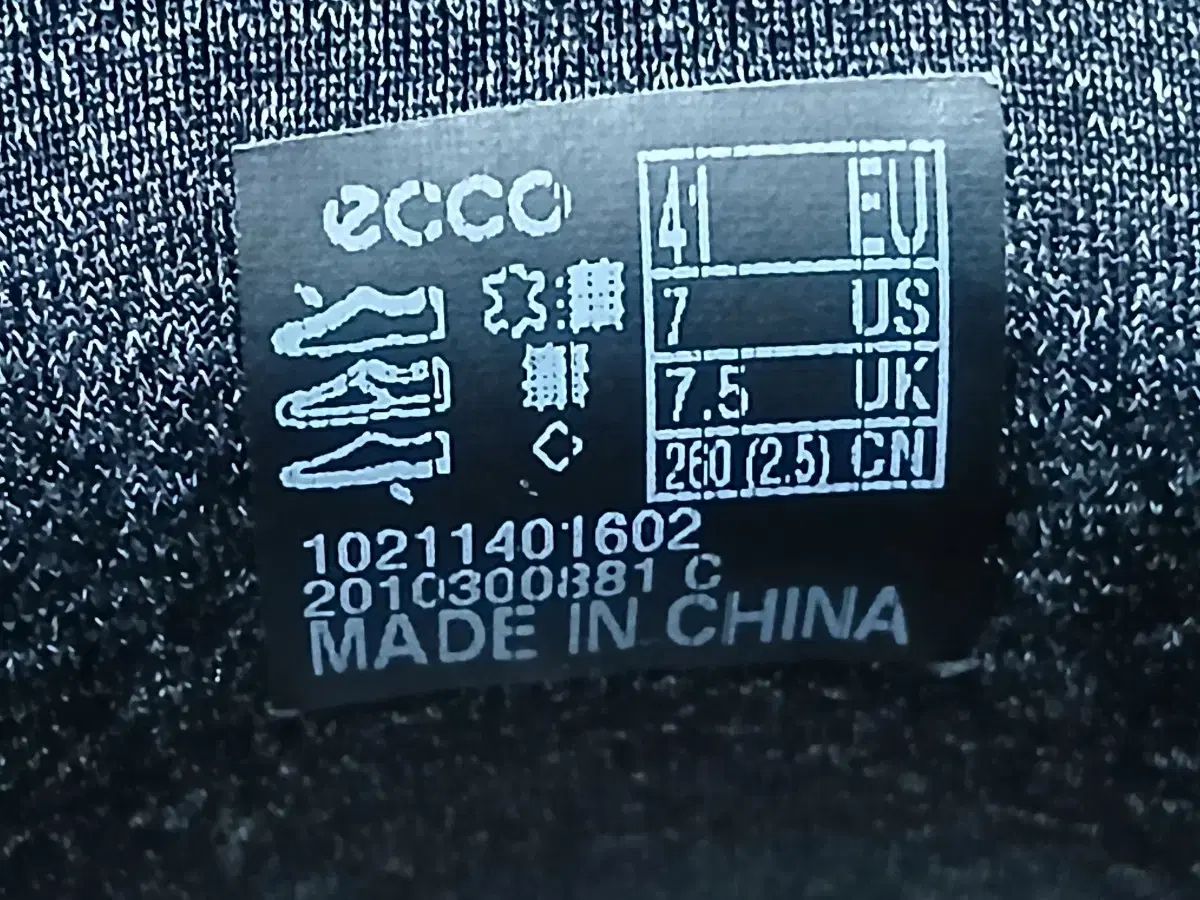 ecco
41 EU
7 US
7.5 UK
260 (2.5) CN
10211401602
2010300881 C
MADE IN CHINA